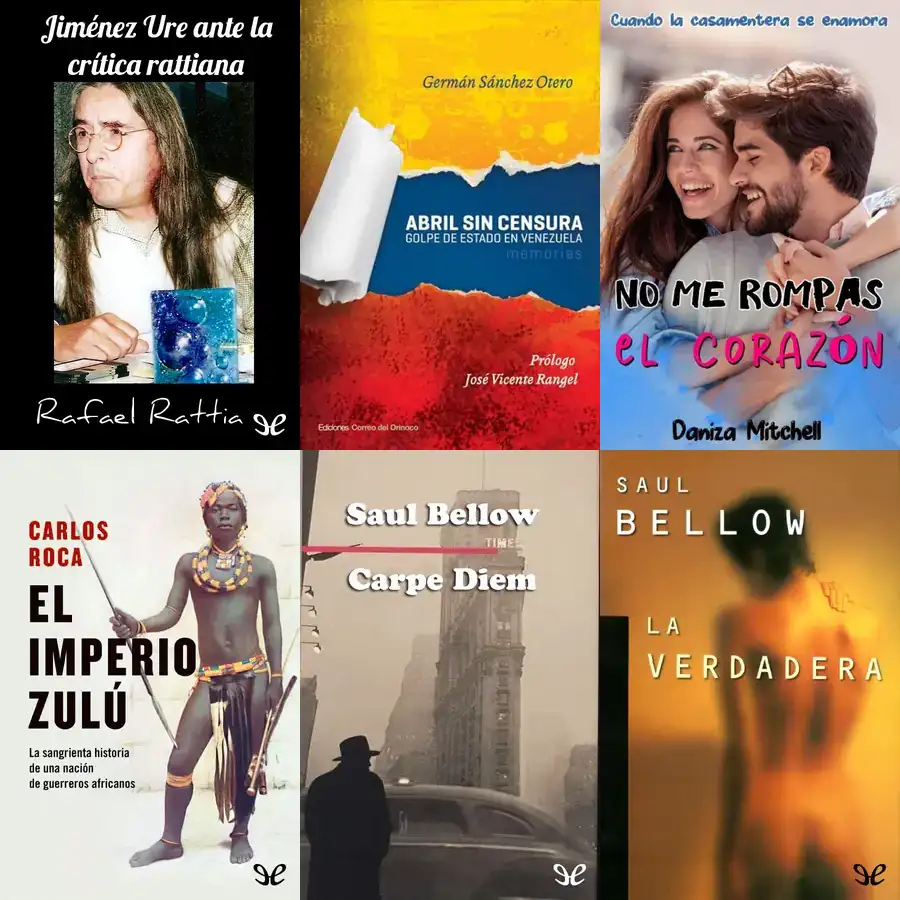 Jiménez Ure ante la
crítica rattiana
Rafael Rattia
Germán Sánchez Otero
ABRIL SIN CENSURA
GOLPE DE ESTADO EN VENEZUELA
memorias
Prólogo
José Vicente Rangel
Ediciones Correo del Orinoco
Cuando la casamentera se enamora
NO ME ROMPAS
EL CORAZÓN
Daniza Mitchell
CARLOS
ROCA
EL
IMPERIO
ZULÚ
La sangrienta historia
de una nación
de guerreros africanos
Saul Bellow
TIME
Carpe Diem
SAUL
BELLOW
LA
VERDADERA